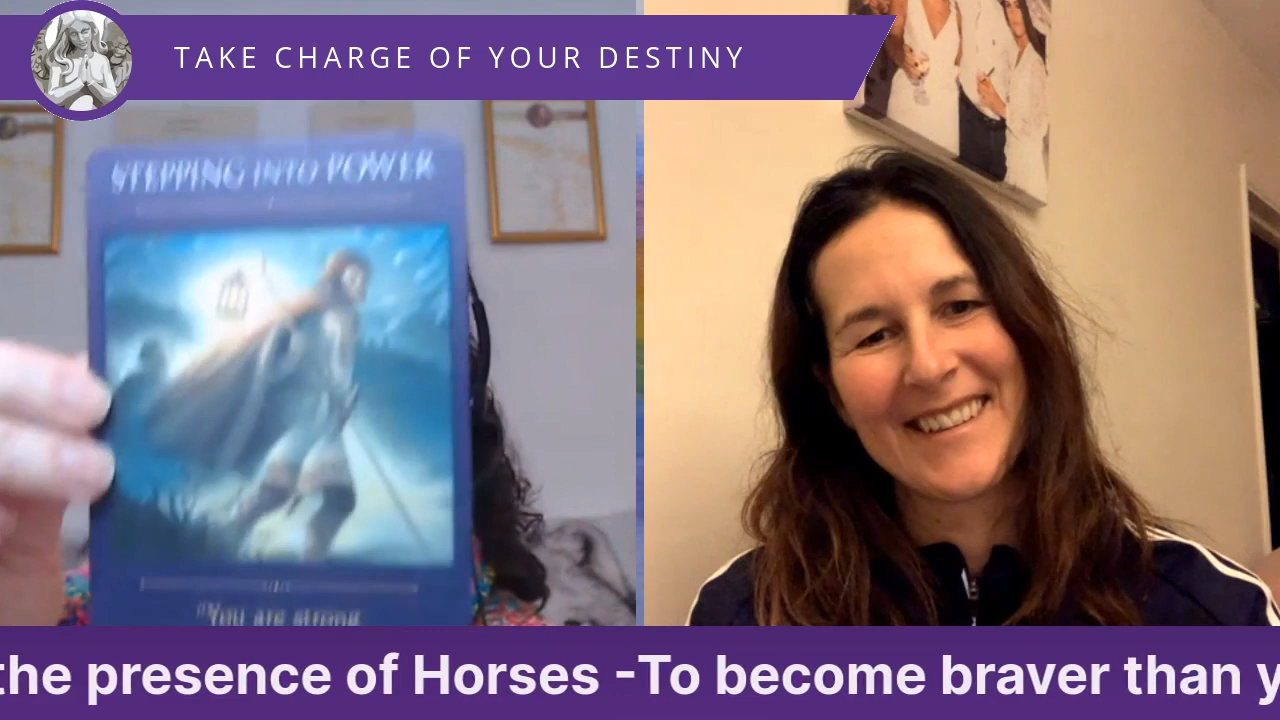 TAKE CHARGE OF YOUR DESTINY
STEPPING INTO POWER
"You are strong
the presence of Horses -To become braver than y